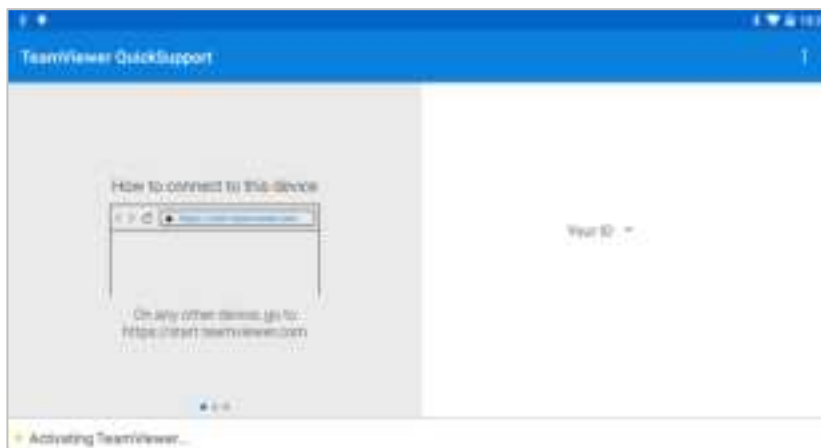 TeamViewer QuickSupport
How to connect to this device
On any other device, go to
https://start.teamviewer.com
Your ID -
Activating TeamViewer...